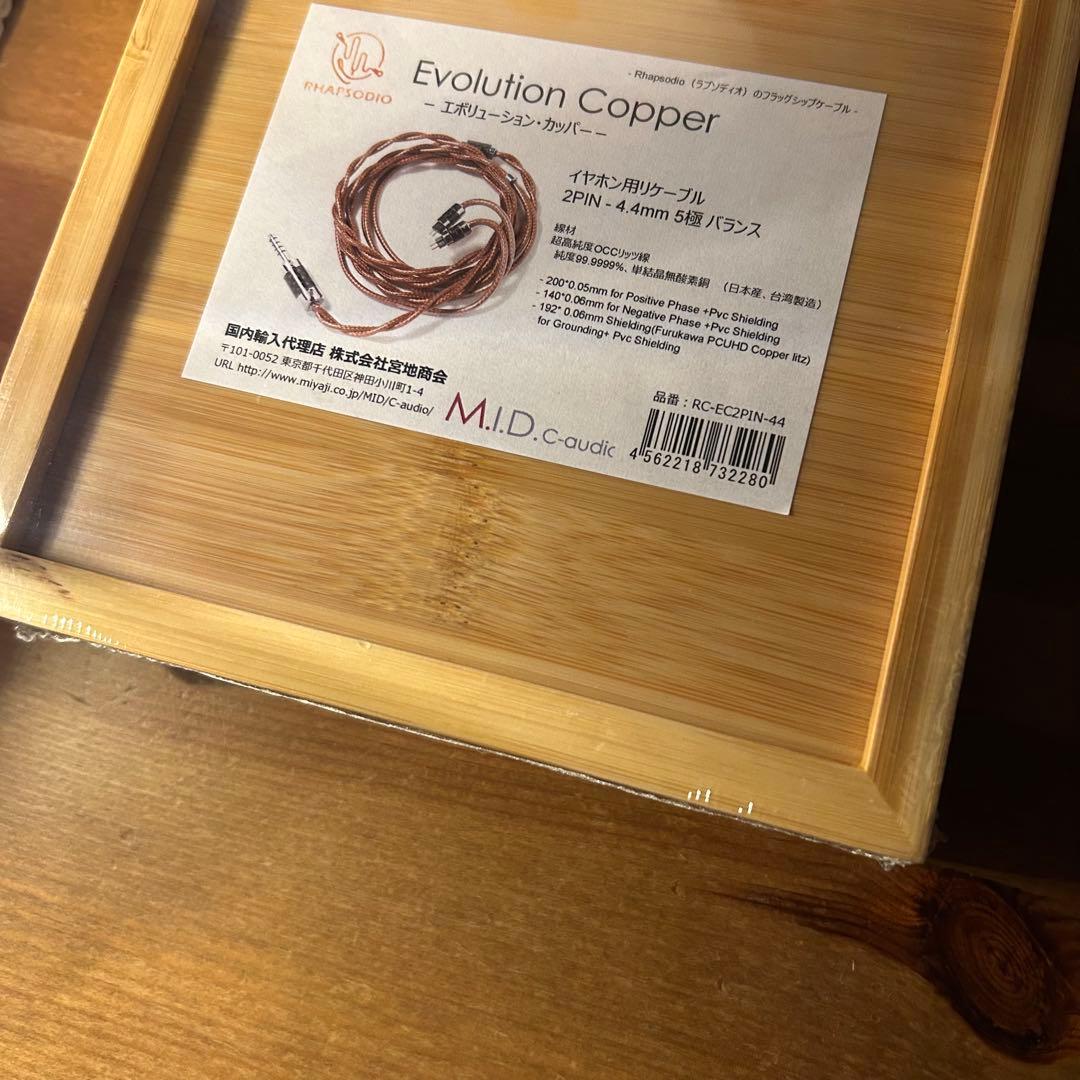 RHAPSODIO
Evolution Copper
- Rhapsodio（ラプソディオ）のフラッグシップケーブル -
－ エボリューション・カッパー－
イヤホン用リケーブル
2PIN - 4.4mm 5極 バランス
線材
超高純度OCCリッツ線
純度99.9999%、単結晶無酸素銅 （日本産、台湾製造）
- 200*0.05mm for Positive Phase +Pvc Shielding
- 140*0.06mm for Negative Phase +Pvc Shielding
- 192* 0.06mm Shielding(Furukawa PCUHD Copper litz)
for Grounding+ Pvc Shielding
国内輸入代理店 株式会社宮地商会
〒101-0052 東京都千代田区神田小川町1-4
URL http://www.miyaji.co.jp/MID/C-audio/
M.I.D. C-audio
品番：RC-EC2PIN-44
4 562218 732280